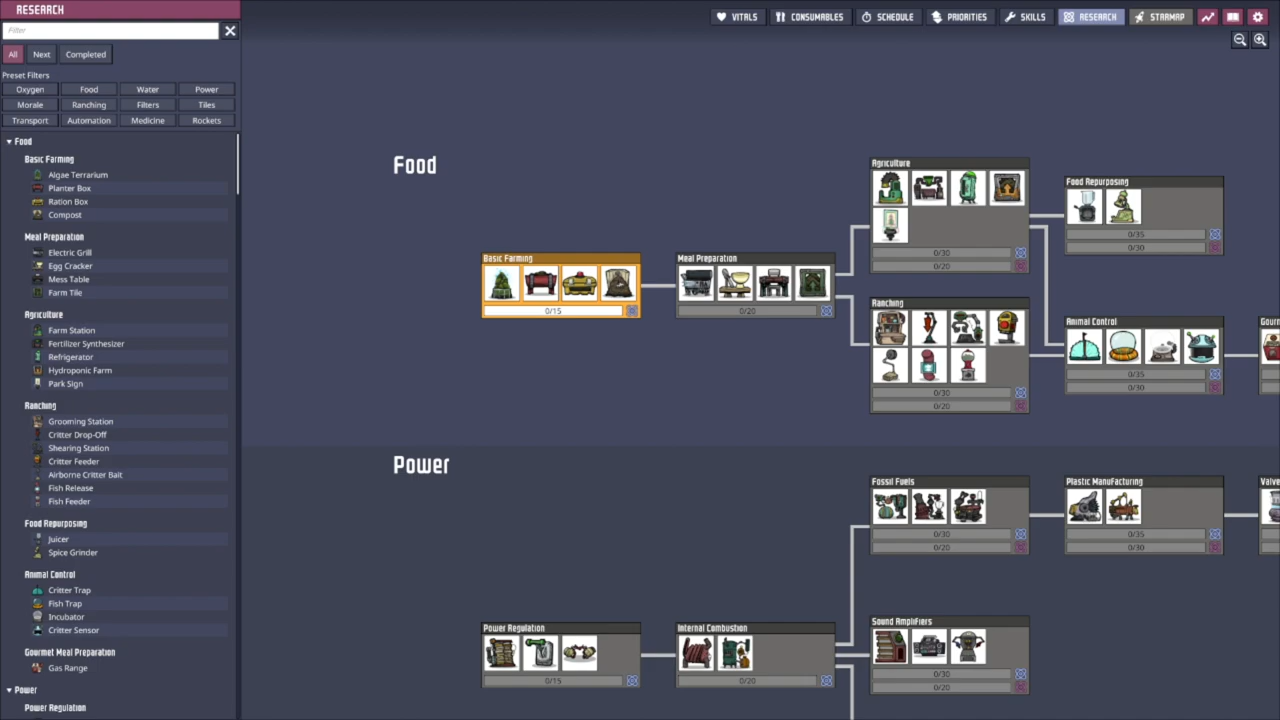 RESEARCH
VITALS
CONSUMABLES
SCHEDULE
PRIORITIES
SKILLS
RESEARCH
STARMAP
Filter
All
Next
Completed
Preset Filters
Oxygen
Food
Water
Power
Morale
Ranching
Filters
Tiles
Transport
Automation
Medicine
Rockets
Food
Basic Farming
Algae Terrarium
Planter Box
Ration Box
Compost
Meal Preparation
Electric Grill
Egg Cracker
Mess Table
Farm Tile
Agriculture
Farm Station
Fertilizer Synthesizer
Refrigerator
Hydroponic Farm
Park Sign
Ranching
Grooming Station
Critter Drop-Off
Shearing Station
Critter Feeder
Airborne Critter Bait
Fish Release
Fish Feeder
Food Repurposing
Juicer
Spice Grinder
Animal Control
Critter Trap
Fish Trap
Incubator
Critter Sensor
Gourmet Meal Preparation
Gas Range
Power
Power Regulation
Food
Basic Farming
0/15
Meal Preparation
0/20
Agriculture
0/30
0/20
Ranching
0/30
0/20
Food Repurposing
0/35
0/30
Animal Control
0/35
0/30
Gour
Power
Power Regulation
0/15
Internal Combustion
0/20
Fossil Fuels
0/30
0/20
Sound Amplifiers
0/30
0/20
Plastic Manufacturing
0/35
0/30
Valve